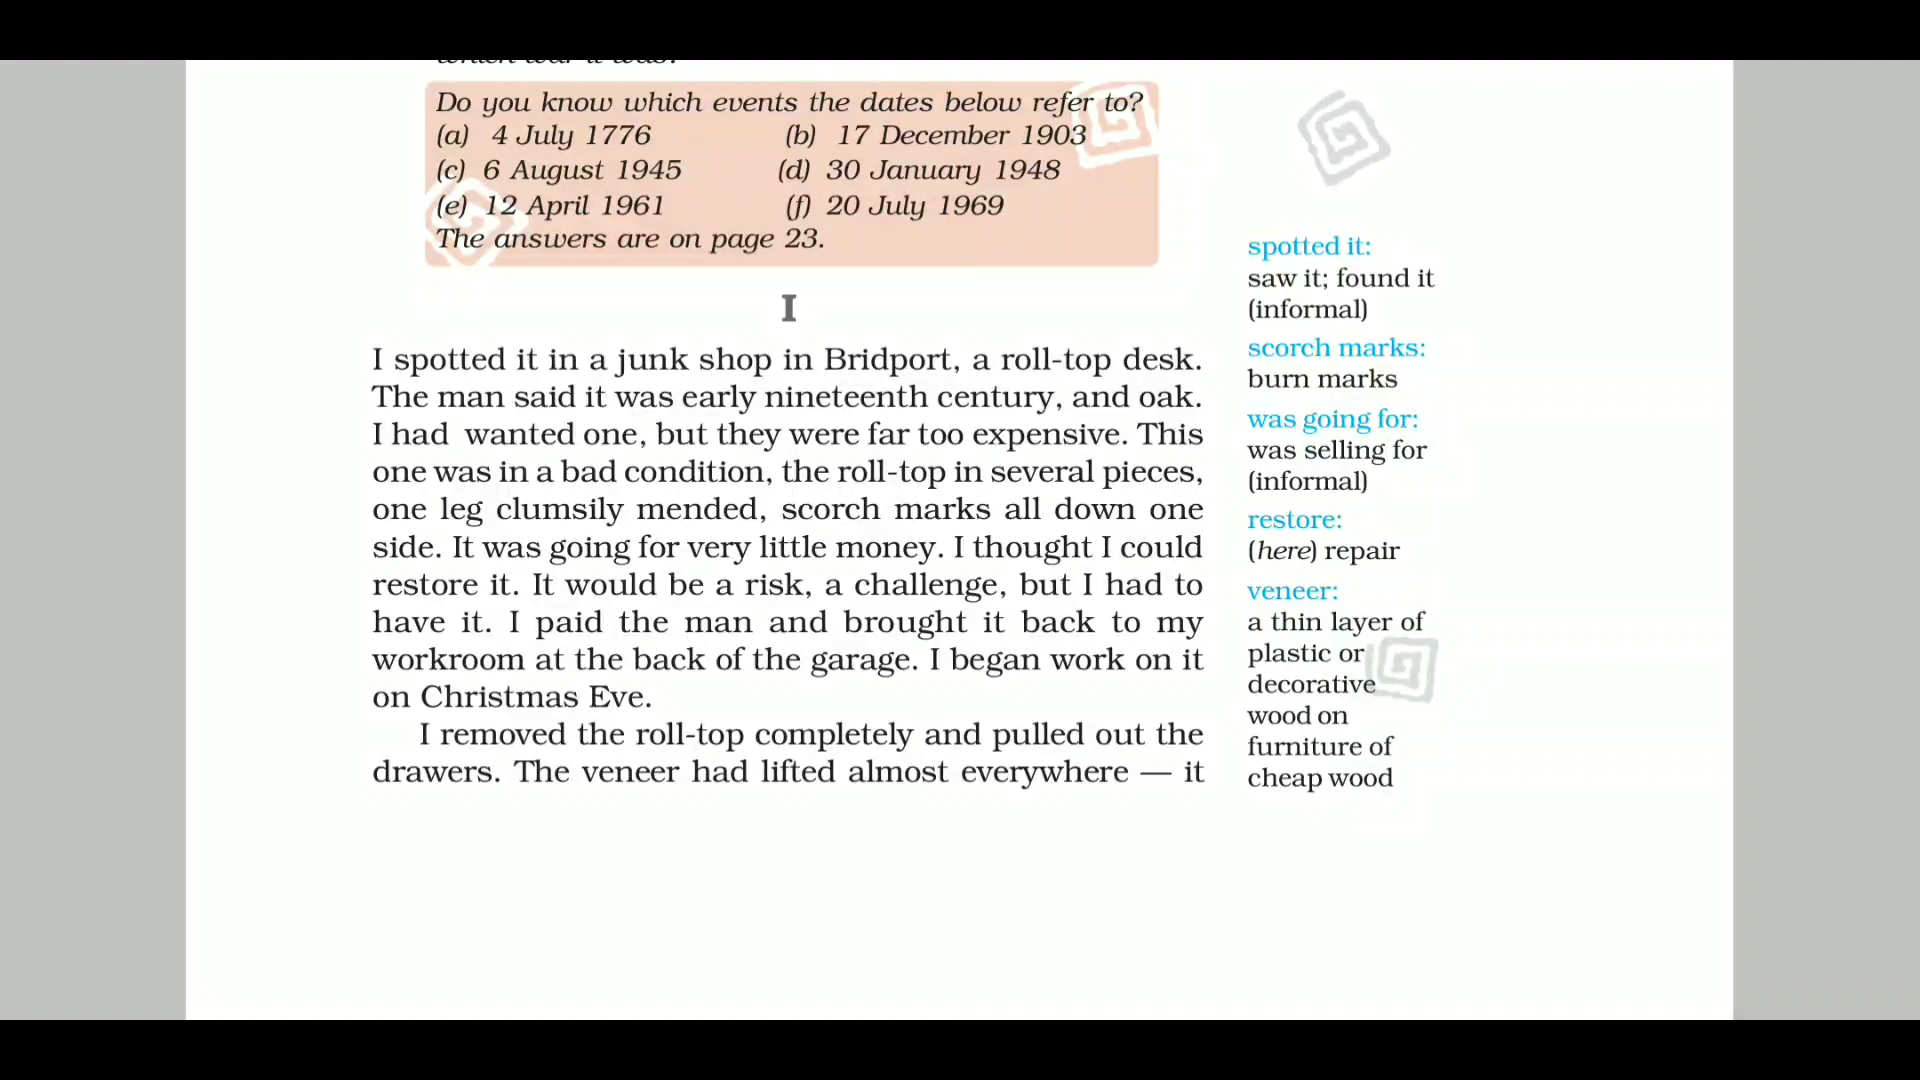 Do you know which events the dates below refer to?
(a) 4 July 1776 (b) 17 December 1903
(c) 6 August 1945 (d) 30 January 1948
(e) 12 April 1961 (f) 20 July 1969
The answers are on page 23.
I
I spotted it in a junk shop in Bridport, a roll-top desk.
The man said it was early nineteenth century, and oak.
I had wanted one, but they were far too expensive. This
one was in a bad condition, the roll-top in several pieces,
one leg clumsily mended, scorch marks all down one
side. It was going for very little money. I thought I could
restore it. It would be a risk, a challenge, but I had to
have it. I paid the man and brought it back to my
workroom at the back of the garage. I began work on it
on Christmas Eve.
I removed the roll-top completely and pulled out the
drawers. The veneer had lifted almost everywhere — it
spotted it:
saw it; found it
(informal)
scorch marks:
burn marks
was going for:
was selling for
(informal)
restore:
(here) repair
veneer:
a thin layer of
plastic or
decorative
wood on
furniture of
cheap wood